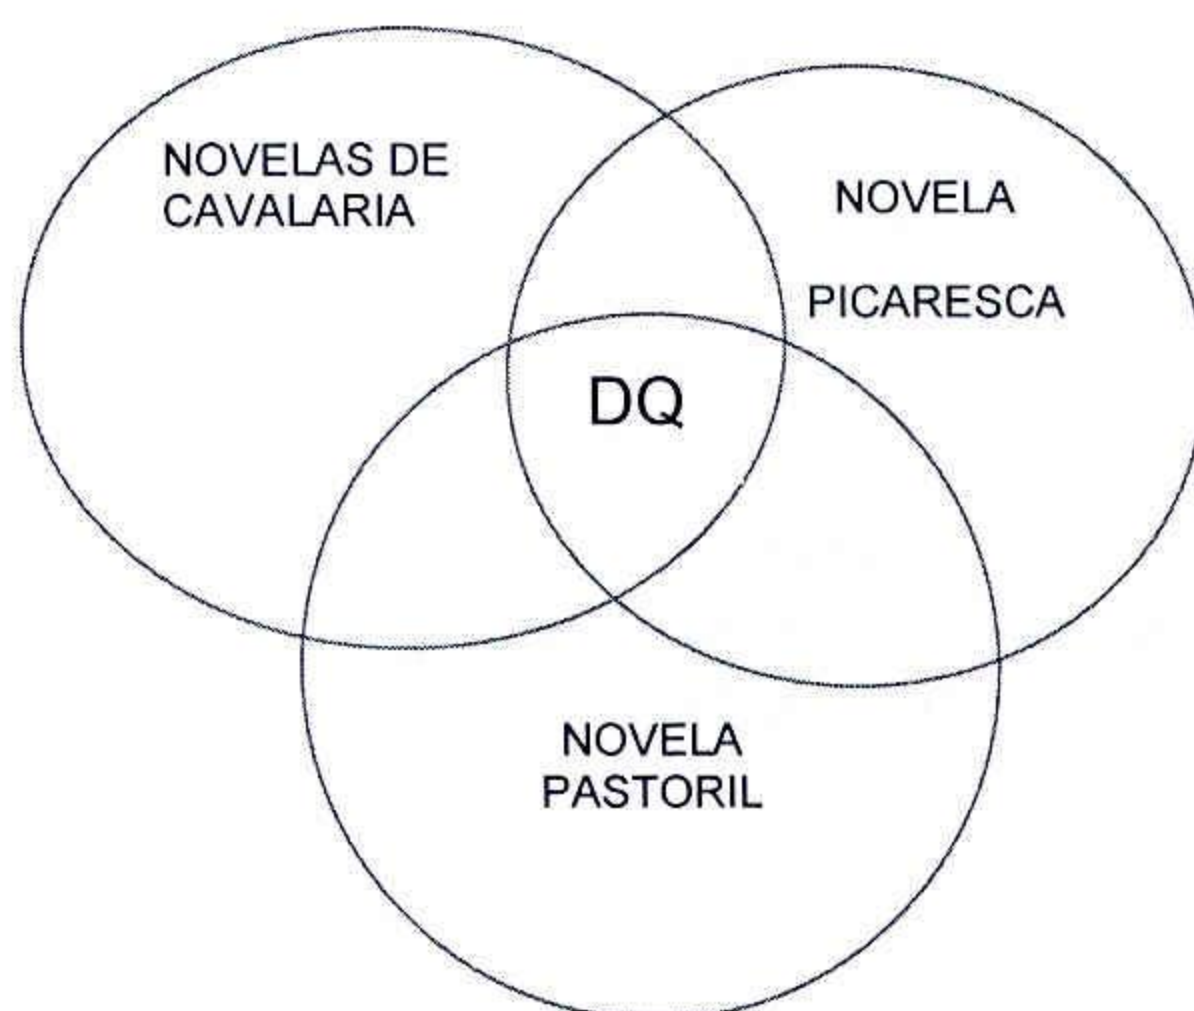 NOVELAS DE
CAVALARIA
NOVELA
PICARESCA
DQ
NOVELA
PASTORIL